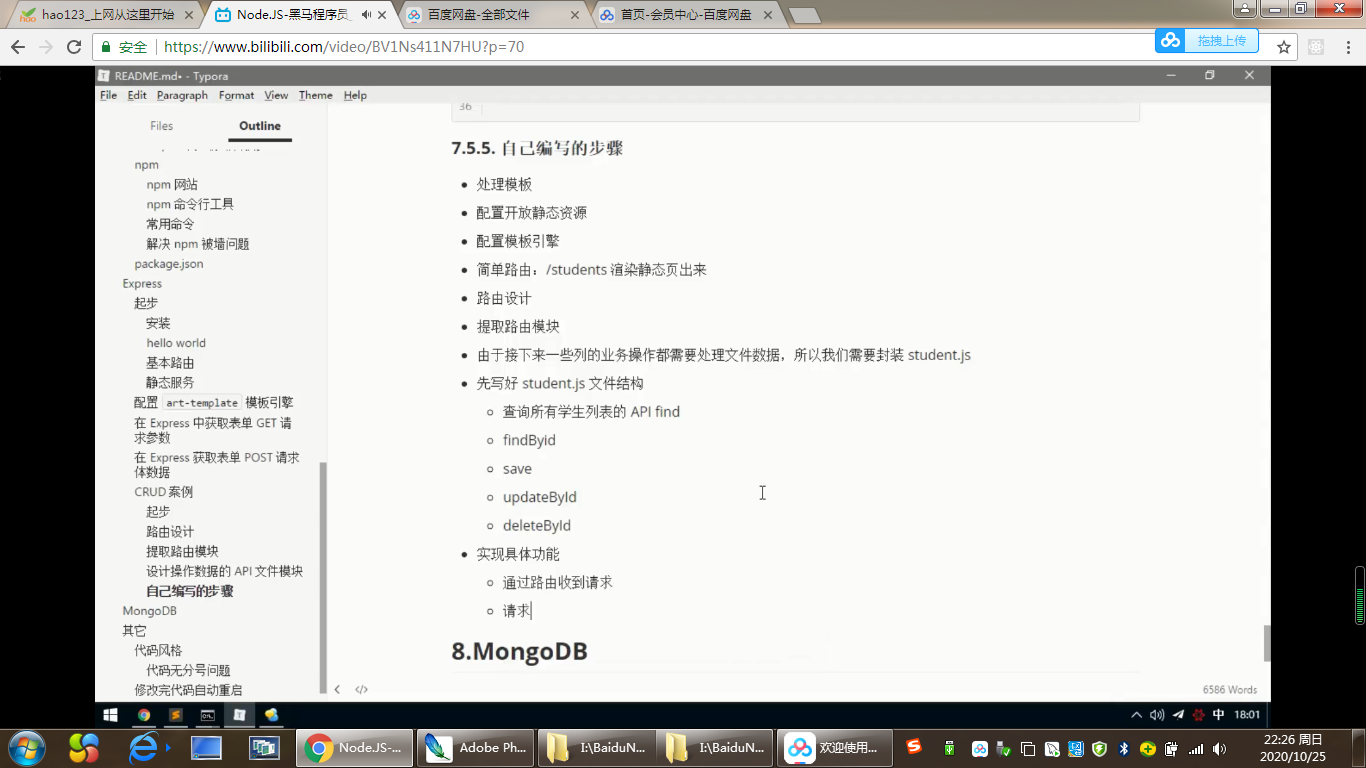 hao123_上网从这里开始
Node.JS-黑马程序员_
百度网盘-全部文件
首页-会员中心-百度网盘
安全 https://www.bilibili.com/video/BV1Ns411N7HU?p=70
拖拽上传
README.md• - Typora
File Edit Paragraph Format View Theme Help
Files Outline
npm
npm 网站
npm 命令行工具
常用命令
解决 npm 被墙问题
package.json
Express
起步
安装
hello world
基本路由
静态服务
配置 art-template 模板引擎
在 Express 中获取表单 GET 请
求参数
在 Express 获取表单 POST 请求
体数据
CRUD 案例
起步
路由设计
提取路由模块
设计操作数据的 API 文件模块
自己编写的步骤
MongoDB
其它
代码风格
代码无分号问题
修改完代码自动重启
36
7.5.5. 自己编写的步骤
处理模板
配置开放静态资源
配置模板引擎
简单路由：/students 渲染静态页出来
路由设计
提取路由模块
由于接下来一些列的业务操作都需要处理文件数据，所以我们需要封装 student.js
先写好 student.js 文件结构
查询所有学生列表的 API find
findById
save
updateById
deleteById
实现具体功能
通过路由收到请求
请求
8.MongoDB
6586 Words
中 18:01
Node.JS-...
Adobe Ph...
I:\BaiduN...
I:\BaiduN...
欢迎使用...
22:26 周日
2020/10/25